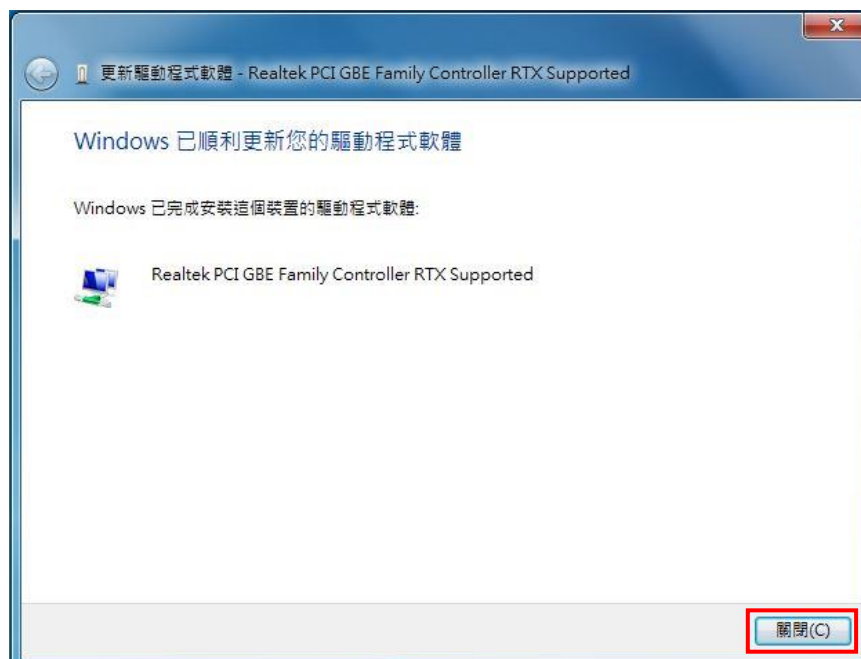 更新驅動程式軟體 - Realtek PCI GBE Family Controller RTX Supported
Windows 已順利更新您的驅動程式軟體
Windows 已完成安裝這個裝置的驅動程式軟體:
Realtek PCI GBE Family Controller RTX Supported
關閉(C)